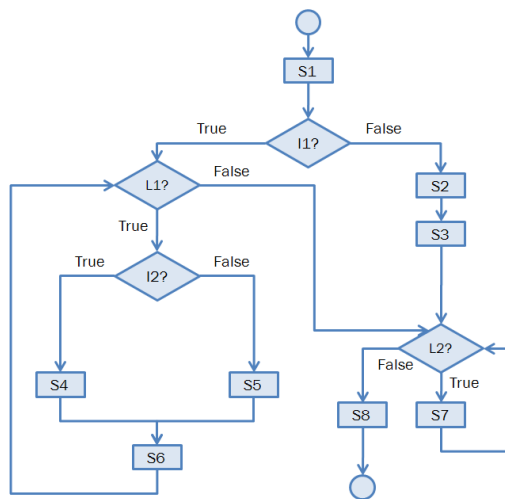 S1
True
I1?
False
L1?
False
S2
True
S3
True
I2?
False
L2?
False
True
S4
S5
S8
S7
S6